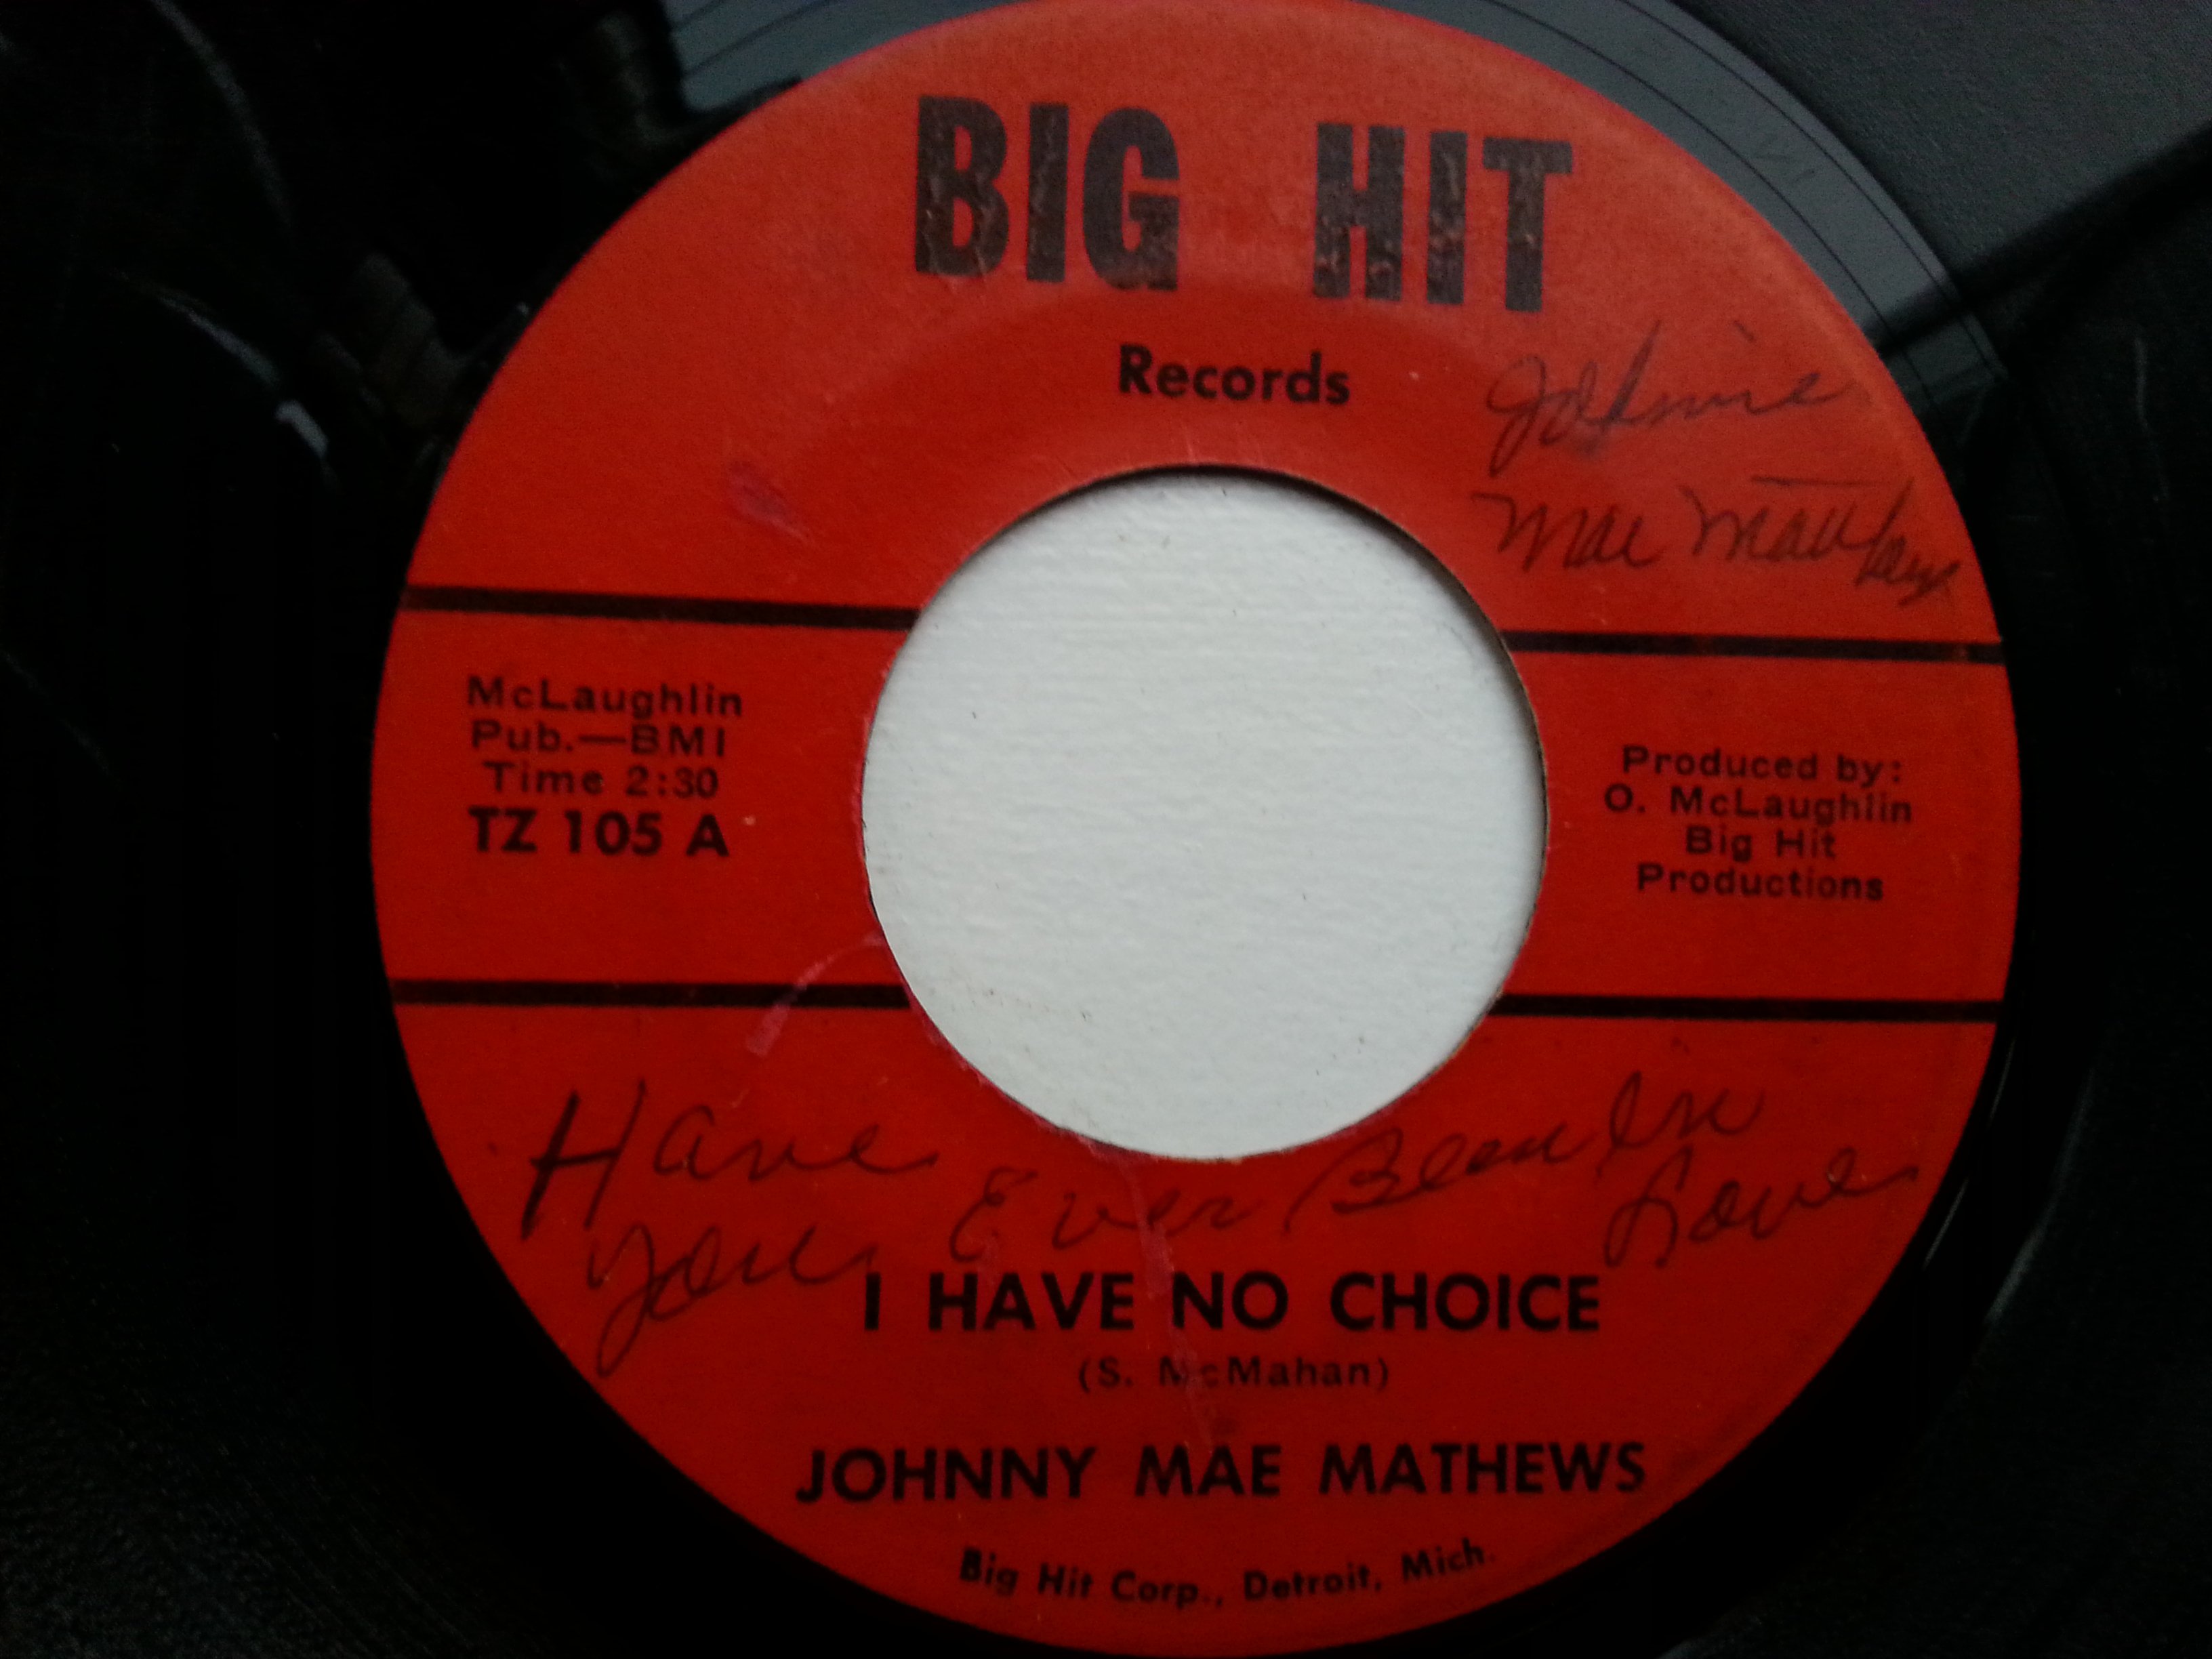 BIG HIT
Records
Johnnie
Mae Matthews
McLaughlin
Pub.—BMI
Time 2:30
TZ 105 A
Produced by:
O. McLaughlin
Big Hit
Productions
Have you Ever Been In Love
I HAVE NO CHOICE
(S. McMahan)
JOHNNY MAE MATHEWS
Big Hit Corp., Detroit, Mich.